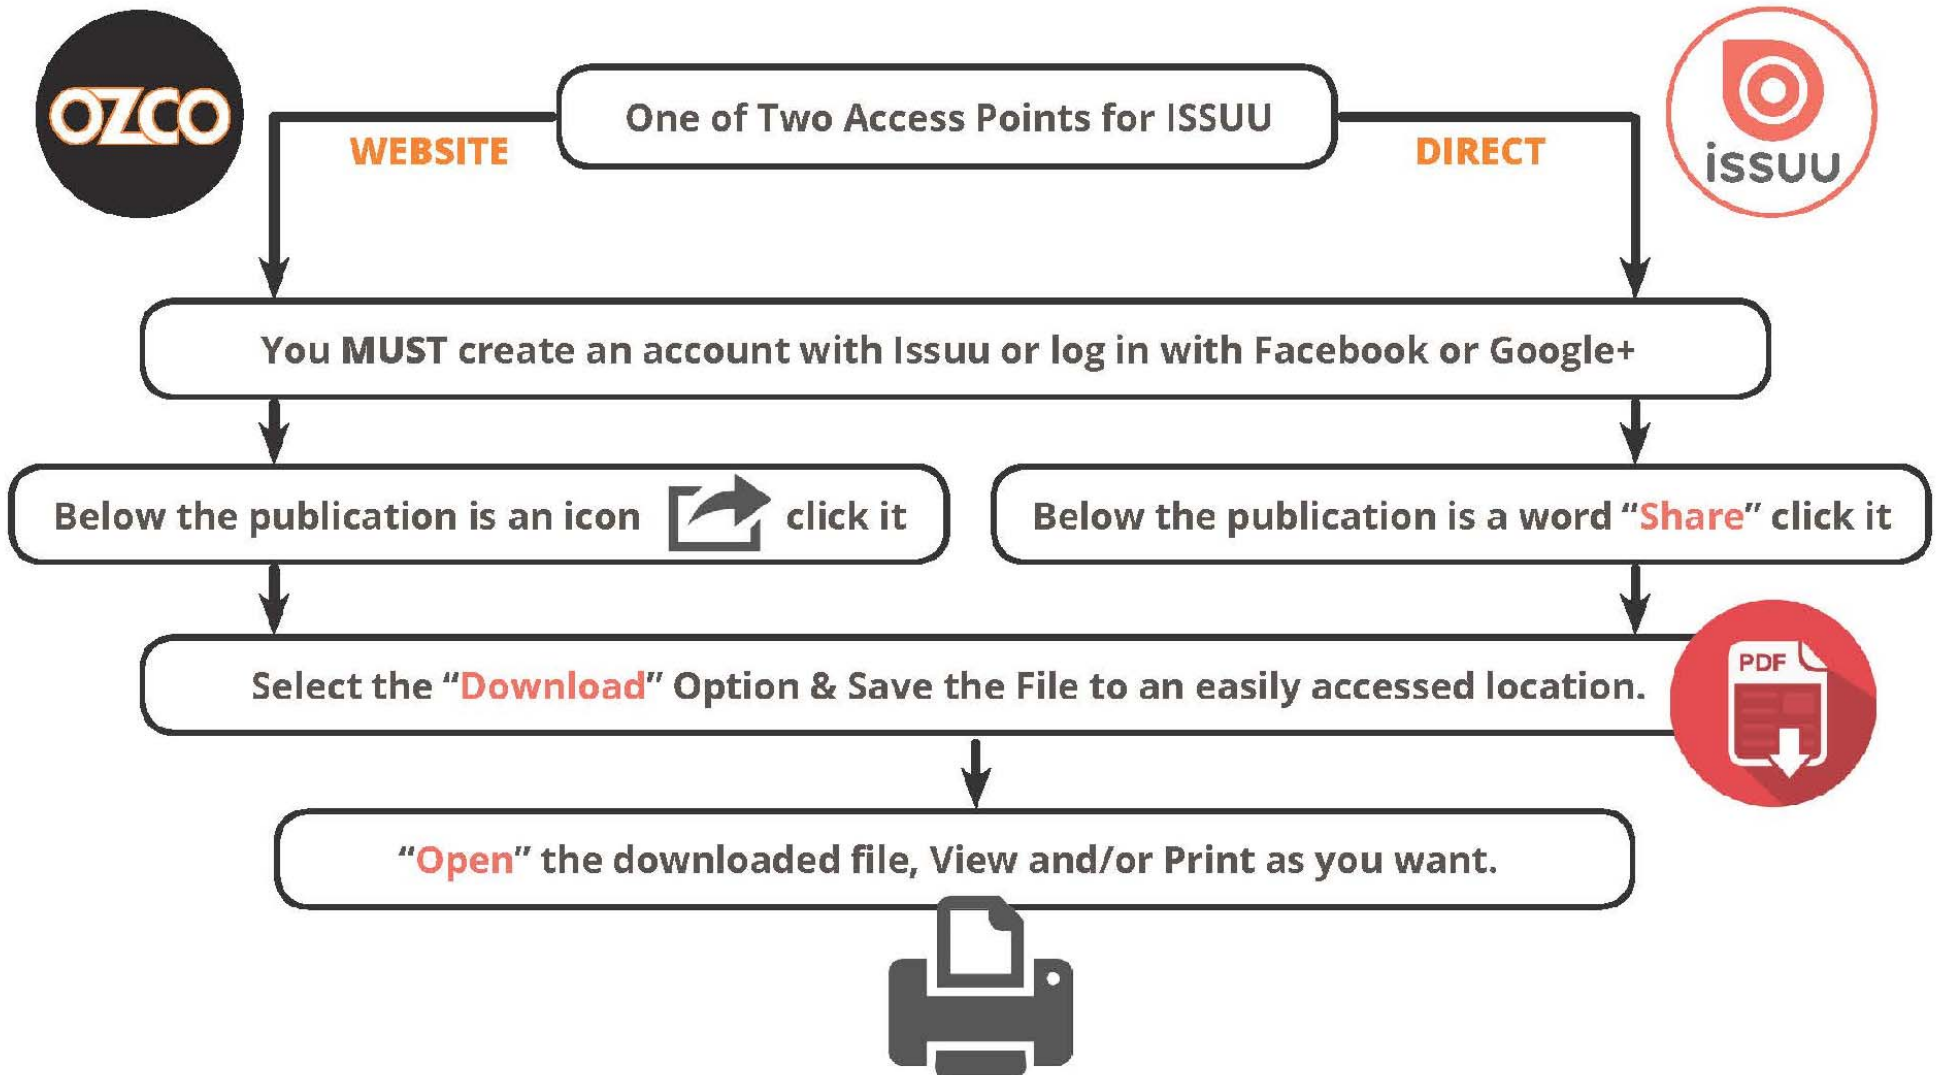 OZCO
One of Two Access Points for ISSUU
issuu
WEBSITE
DIRECT
You MUST create an account with Issuu or log in with Facebook or Google+
Below the publication is an icon click it
Below the publication is a word “Share” click it
Select the “Download” Option & Save the File to an easily accessed location.
PDF
“Open” the downloaded file, View and/or Print as you want.